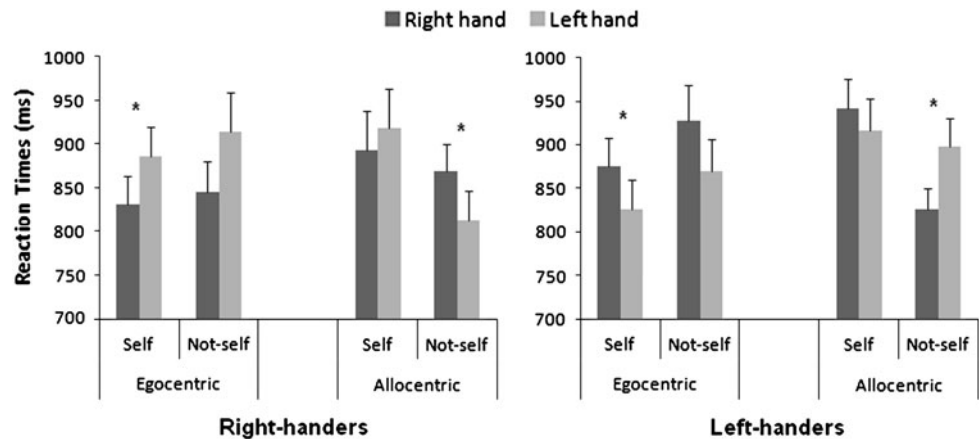 Right hand Left hand
Reaction Times (ms)
1000
950
900
850
800
750
700
*
*
Self Not-self Self Not-self
Egocentric Allocentric
Right-handers
1000
950
900
850
800
750
700
*
*
Self Not-self Self Not-self
Egocentric Allocentric
Left-handers